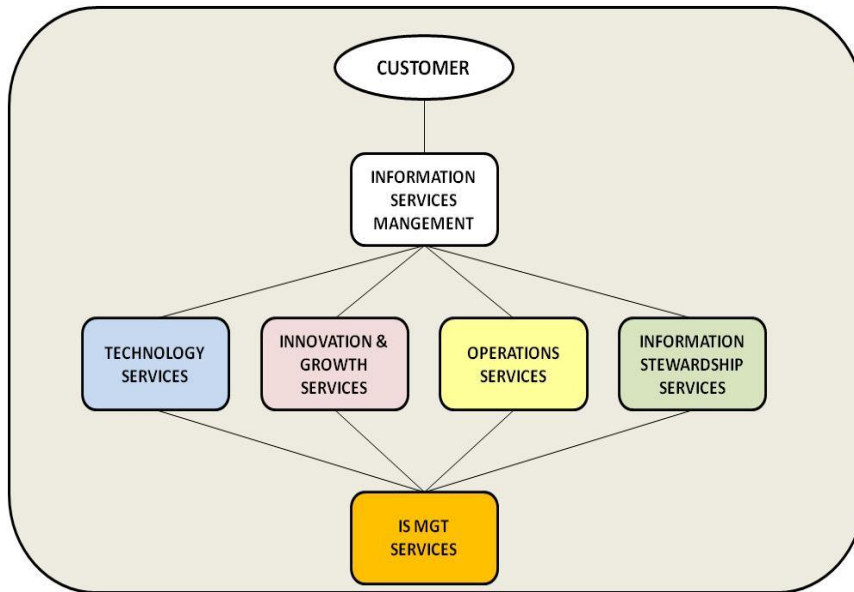 CUSTOMER
INFORMATION
SERVICES
MANGEMENT
TECHNOLOGY
SERVICES
INNOVATION &
GROWTH
SERVICES
OPERATIONS
SERVICES
INFORMATION
STEWARDSHIP
SERVICES
IS MGT
SERVICES